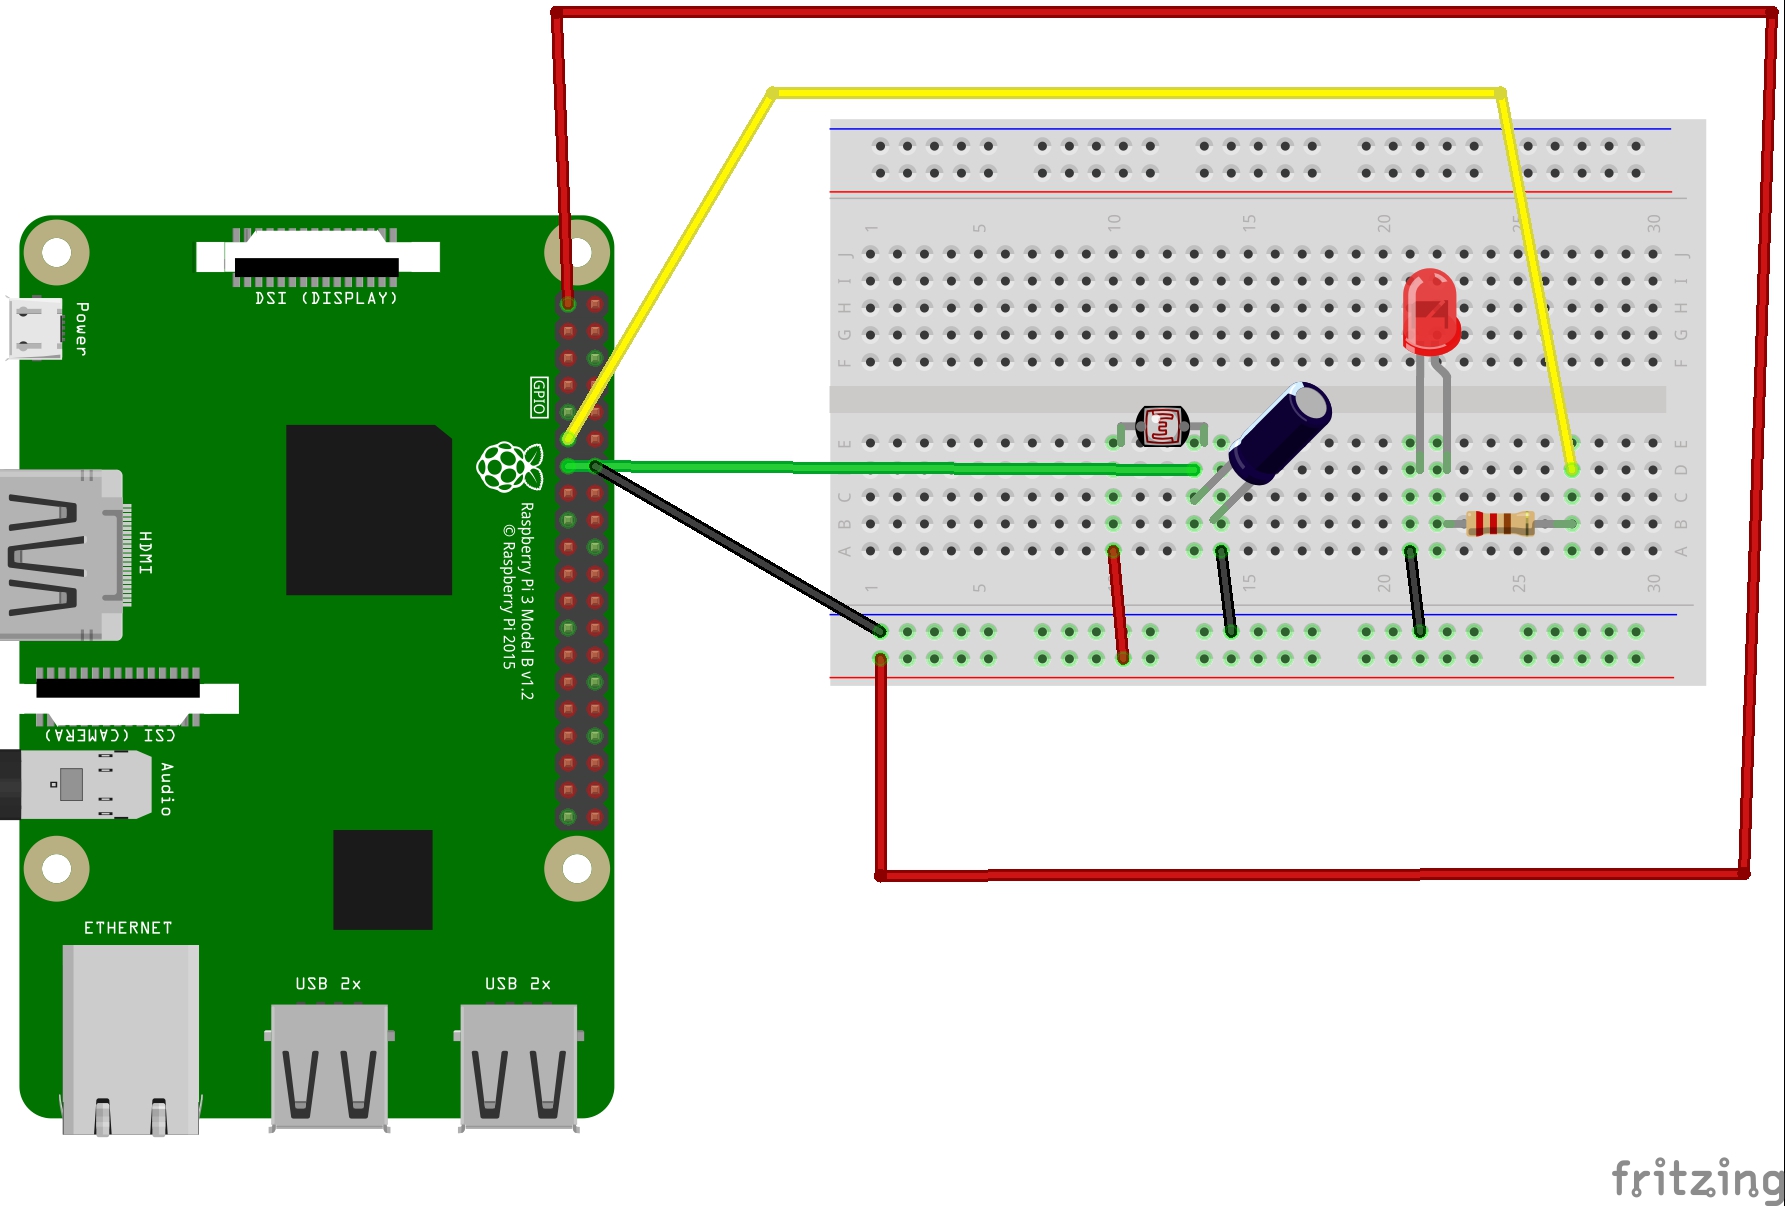 DSI (DISPLAY)
Power
GPIO
HDMI
Raspberry Pi 3 Model B v1.2
© Raspberry Pi 2015
CSI (CAMERA)
Audio
ETHERNET
USB 2x
USB 2x
1 5 10 15 20 25 30
J J
I I
H H
G G
F F
E E
D D
C C
B B
A A
1 5 15 20 25 30
fritzing